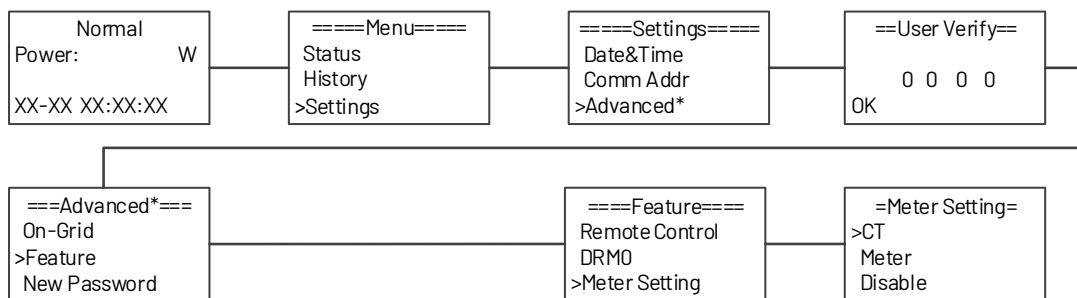 Normal
Power: W
XX-XX XX:XX:XX
=====Menu=====
Status
History
>Settings
=====Settings=====
Date&Time
Comm Addr
>Advanced*
==User Verify==
0 0 0 0
OK
===Advanced*===
On-Grid
>Feature
New Password
====Feature====
Remote Control
DRM0
>Meter Setting
=Meter Setting=
>CT
Meter
Disable